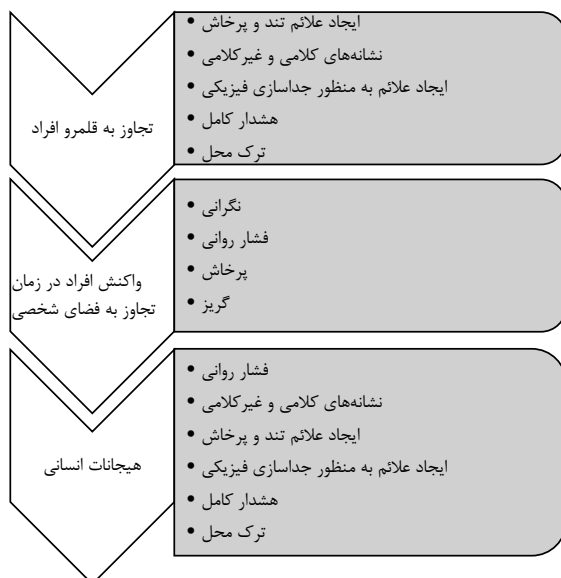 تجاوز به قلمرو افراد
• ایجاد علائم تند و پرخاش
• نشانه‌های کلامی و غیرکلامی
• ایجاد علائم به منظور جداسازی فیزیکی
• هشدار کامل
• ترک محل
واکنش افراد در زمان
تجاوز به فضای شخصی
• نگرانی
• فشار روانی
• پرخاش
• گریز
هیجانات انسانی
• فشار روانی
• نشانه‌های کلامی و غیرکلامی
• ایجاد علائم تند و پرخاش
• ایجاد علائم به منظور جداسازی فیزیکی
• هشدار کامل
• ترک محل